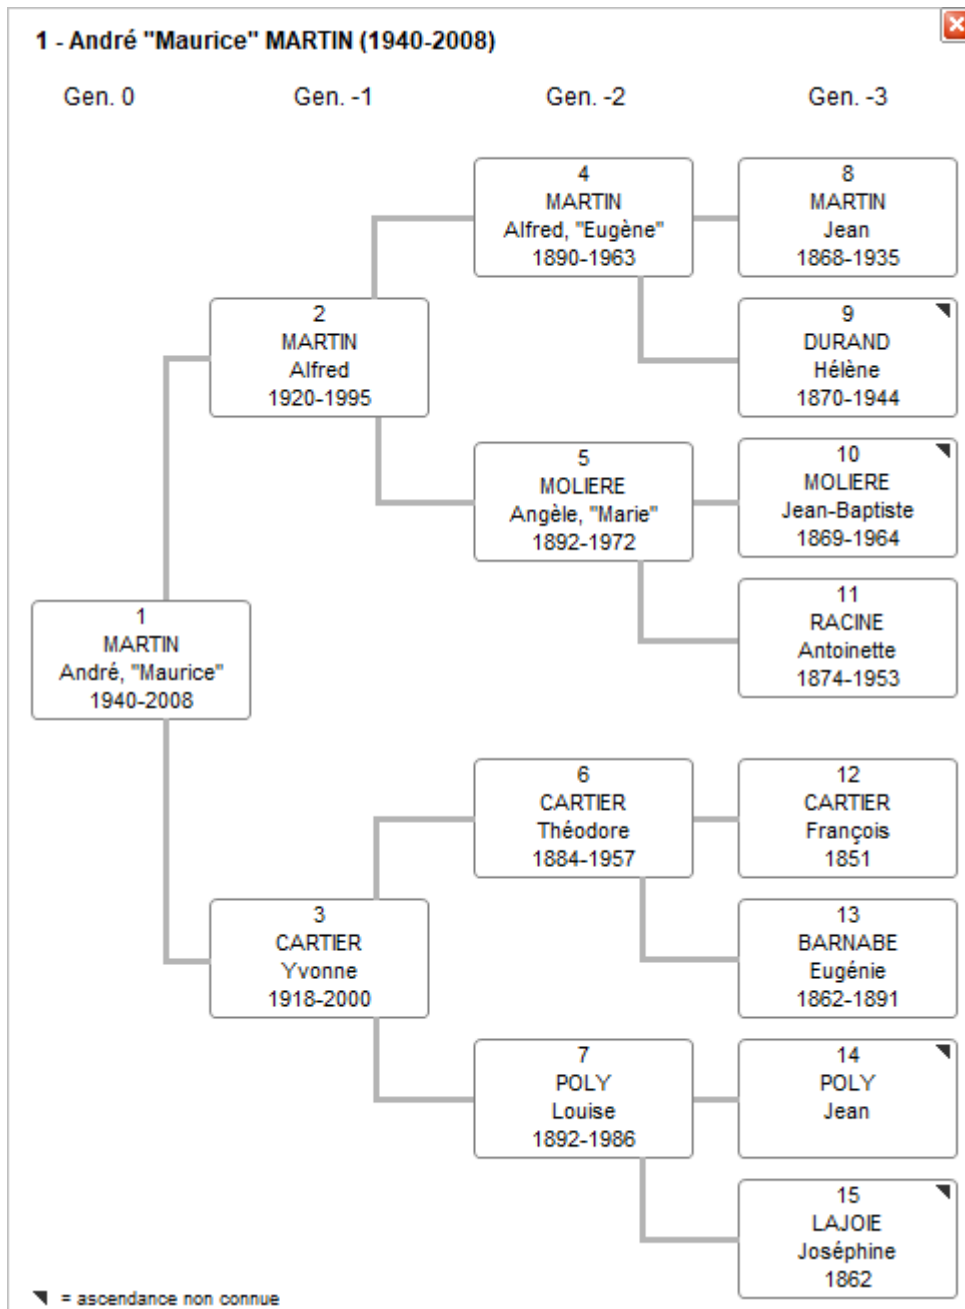 1 - André "Maurice" MARTIN (1940-2008)
Gen. 0
Gen. -1
Gen. -2
Gen. -3
4
MARTIN
Alfred, "Eugène"
1890-1963
8
MARTIN
Jean
1868-1935
2
MARTIN
Alfred
1920-1995
9
DURAND
Hélène
1870-1944
5
MOLIERE
Angèle, "Marie"
1892-1972
10
MOLIERE
Jean-Baptiste
1869-1964
1
MARTIN
André, "Maurice"
1940-2008
11
RACINE
Antoinette
1874-1953
6
CARTIER
Théodore
1884-1957
12
CARTIER
François
1851
3
CARTIER
Yvonne
1918-2000
13
BARNABE
Eugénie
1862-1891
7
POLY
Louise
1892-1986
14
POLY
Jean
15
LAJOIE
Joséphine
1862
= ascendance non connue